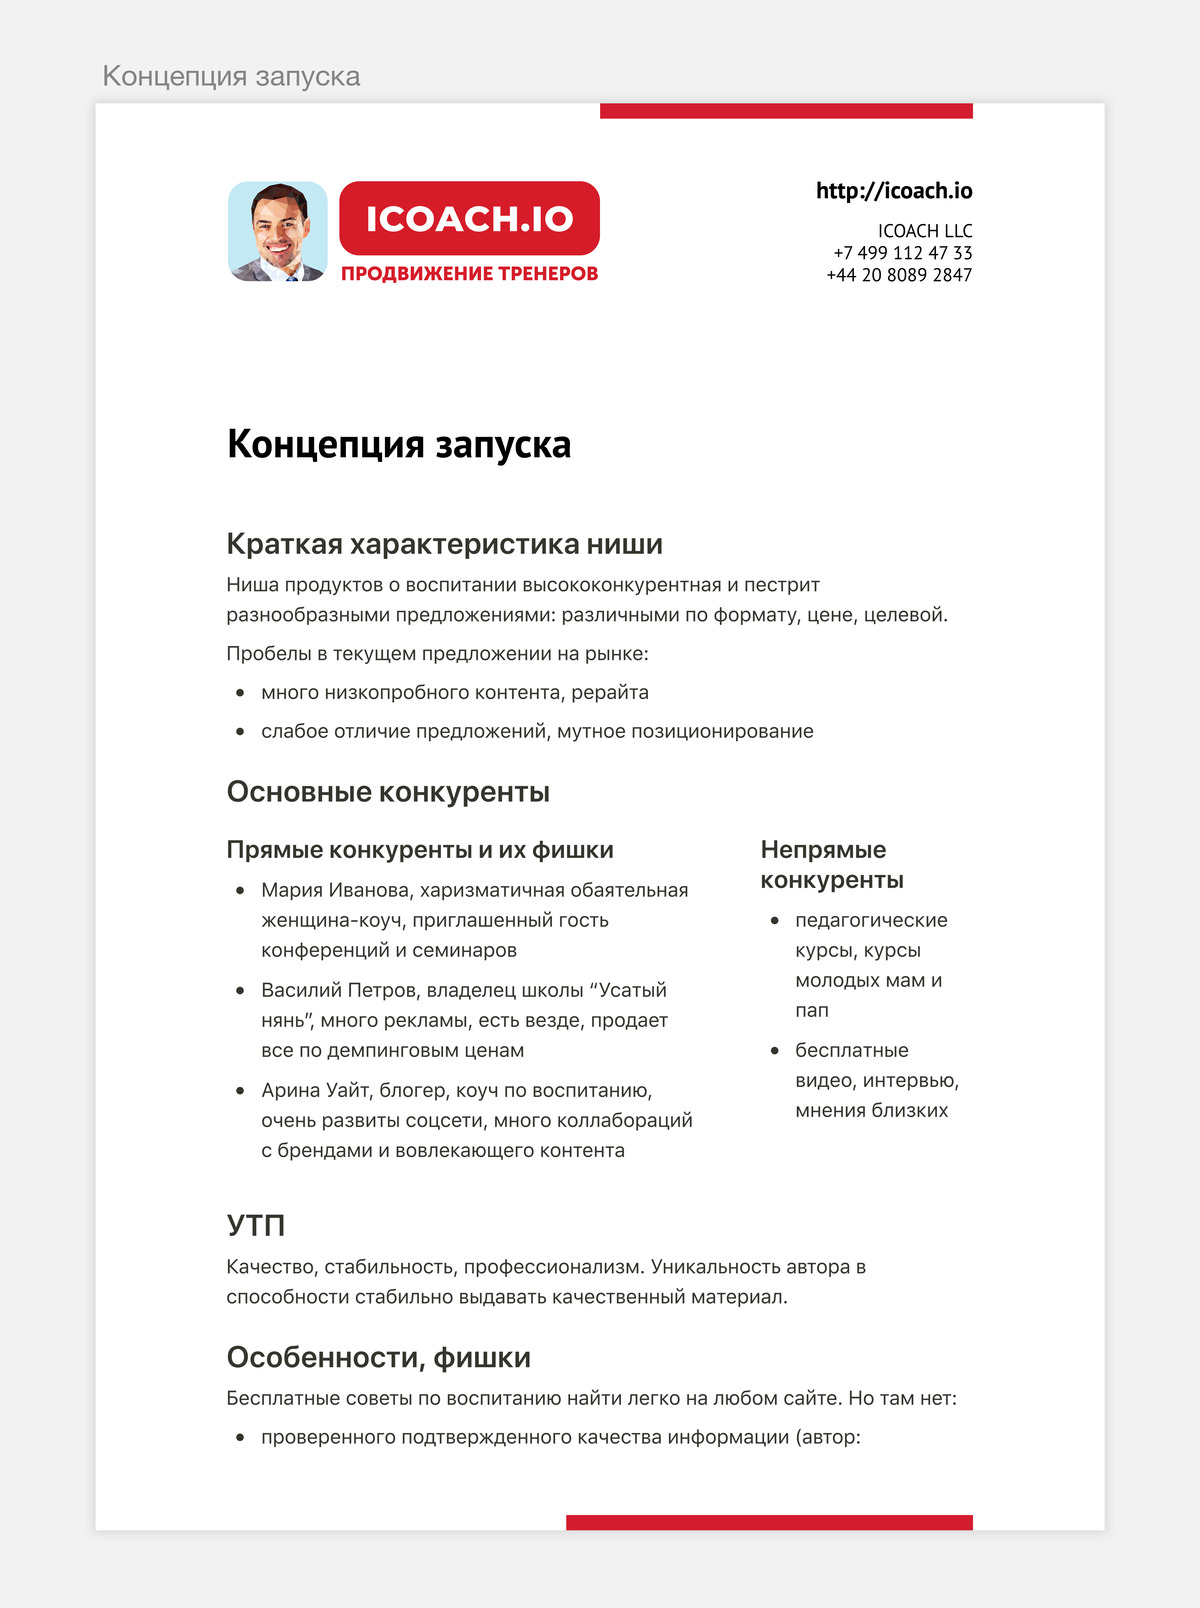 Концепция запуска
ICOACH.IO
ПРОДВИЖЕНИЕ ТРЕНЕРОВ
http://icoach.io
ICOACH LLC
+7 499 112 47 33
+44 20 8089 2847
Концепция запуска
Краткая характеристика ниши
Ниша продуктов о воспитании высококонкурентная и пестрит
разнообразными предложениями: различными по формату, цене, целевой.
Пробелы в текущем предложении на рынке:
• много низкопробного контента, рерайта
• слабое отличие предложений, мутное позиционирование
Основные конкуренты
Прямые конкуренты и их фишки
• Мария Иванова, харизматичная обаятельная
женщина-коуч, приглашенный гость
конференций и семинаров
• Василий Петров, владелец школы “Усатый
нянь”, много рекламы, есть везде, продает
все по демпинговым ценам
• Арина Уайт, блогер, коуч по воспитанию,
очень развиты соцсети, много коллабораций
с брендами и вовлекающего контента
Непрямые
конкуренты
• педагогические
курсы, курсы
молодых мам и
пап
• бесплатные
видео, интервью,
мнения близких
УТП
Качество, стабильность, профессионализм. Уникальность автора в
способности стабильно выдавать качественный материал.
Особенности, фишки
Бесплатные советы по воспитанию найти легко на любом сайте. Но там нет:
• проверенного подтвержденного качества информации (автор: